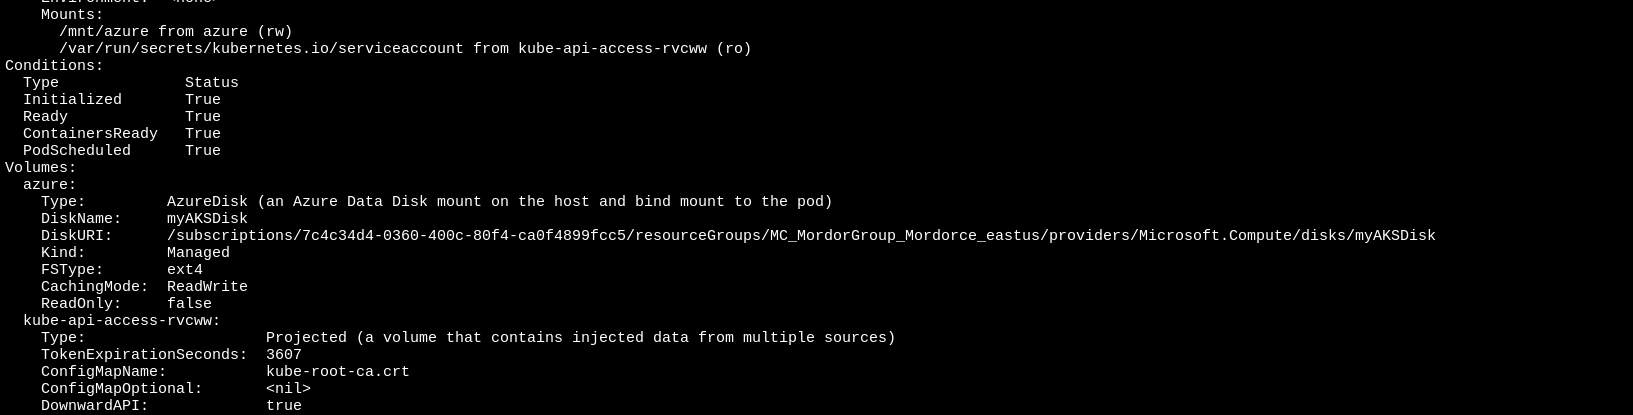 Environment:  <none>
    Mounts:
      /mnt/azure from azure (rw)
      /var/run/secrets/kubernetes.io/serviceaccount from kube-api-access-rvcww (ro)
Conditions:
  Type              Status
  Initialized       True
  Ready             True
  ContainersReady   True
  PodScheduled      True
Volumes:
  azure:
    Type:         AzureDisk (an Azure Data Disk mount on the host and bind mount to the pod)
    DiskName:     myAKSDisk
    DiskURI:      /subscriptions/7c4c34d4-0360-400c-80f4-ca0f4899fcc5/resourceGroups/MC_MordorGroup_Mordorce_eastus/providers/Microsoft.Compute/disks/myAKSDisk
    Kind:         Managed
    FSType:       ext4
    CachingMode:  ReadWrite
    ReadOnly:     false
  kube-api-access-rvcww:
    Type:                    Projected (a volume that contains injected data from multiple sources)
    TokenExpirationSeconds:  3607
    ConfigMapName:           kube-root-ca.crt
    ConfigMapOptional:       <nil>
    DownwardAPI:             true